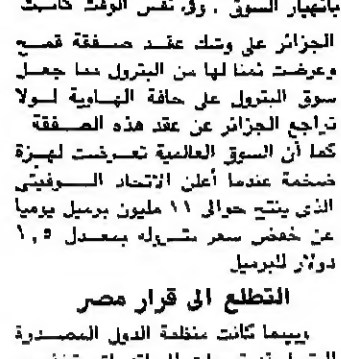 بانهيار السوق . وفى نفس الوقت كانت
الجزائر على وشك عقد صفقة قمح
وعرضت ثمنا لها من البترول مما جعل
سوق البترول على حافة الهاوية لولا
تراجع الجزائر عن عقد هذه الصفقة
كما أن السوق العالمية تعرضت لهزة
ضخمة عندما أعلن الاتحاد السوفيتى
الذى ينتج حوالى ١١ مليون برميل يوميا
عن خفض سعر بتروله بمعدل ١,٥
دولار للبرميل
التطلع الى قرار مصر
وبينما كانت منظمة الدول المصدرة